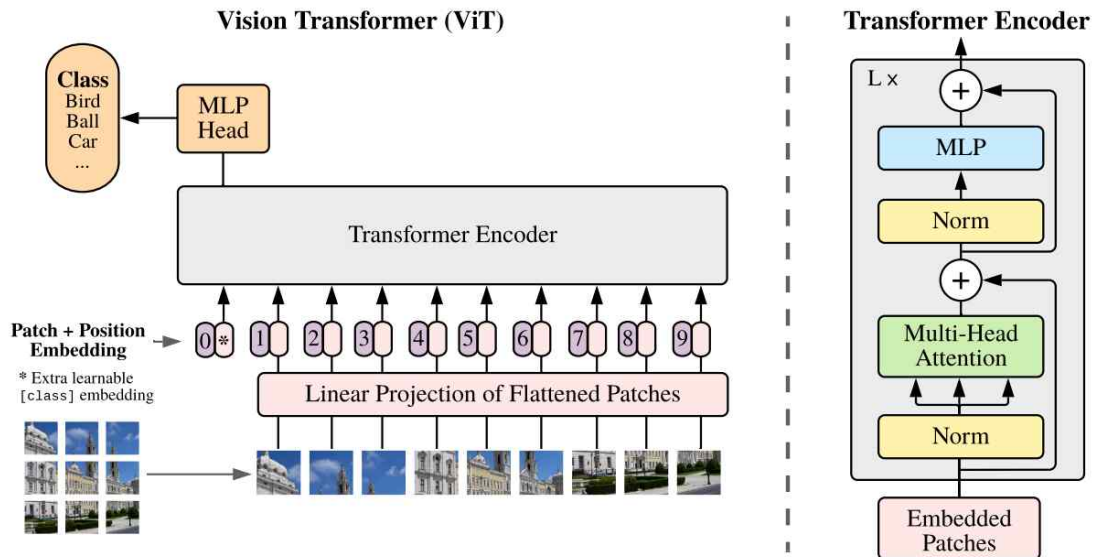 Vision Transformer (ViT)
Class
Bird
Ball
Car
...
MLP
Head
Transformer Encoder
Patch + Position
Embedding
0 * 1 2 3 4 5 6 7 8 9
* Extra learnable
[class] embedding
Linear Projection of Flattened Patches
Transformer Encoder
L ×
+
MLP
Norm
+
Multi-Head
Attention
Norm
Embedded
Patches